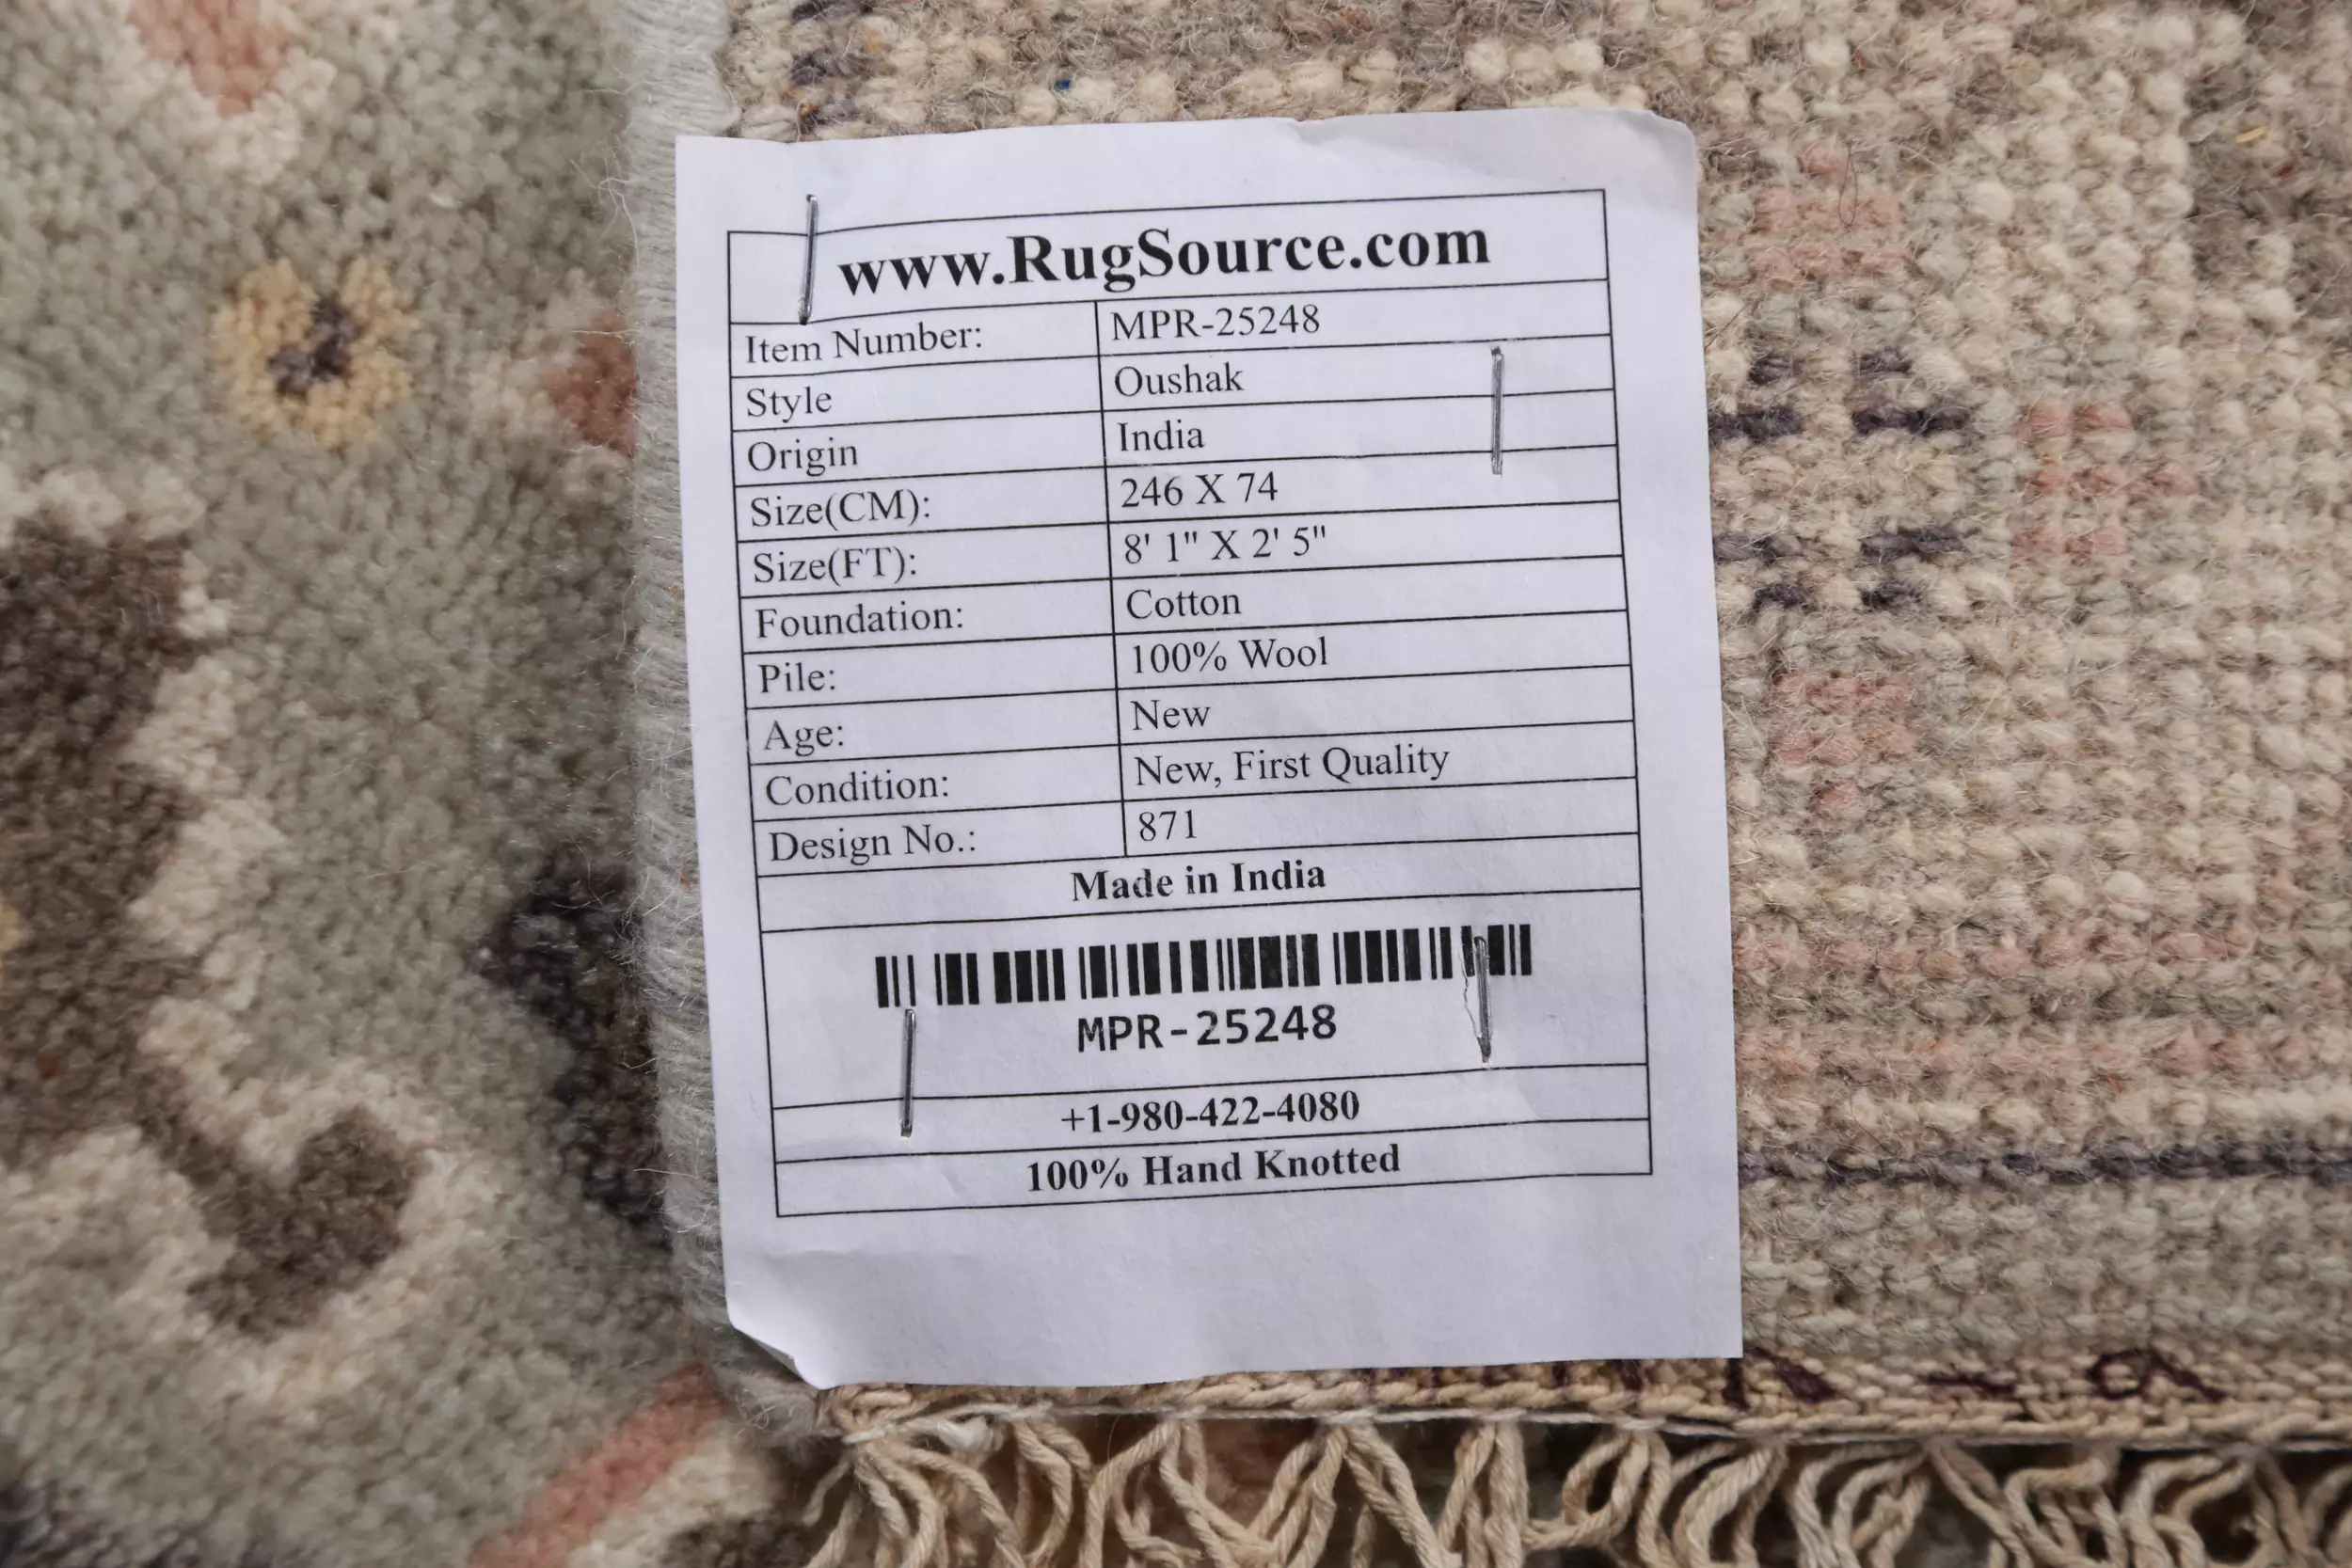 www.RugSource.com
Item Number: MPR-25248
Style Oushak
Origin India
Size(CM): 246 X 74
Size(FT): 8' 1" X 2' 5"
Foundation: Cotton
Pile: 100% Wool
Age: New
Condition: New, First Quality
Design No.: 871
Made in India
MPR-25248
+1-980-422-4080
100% Hand Knotted